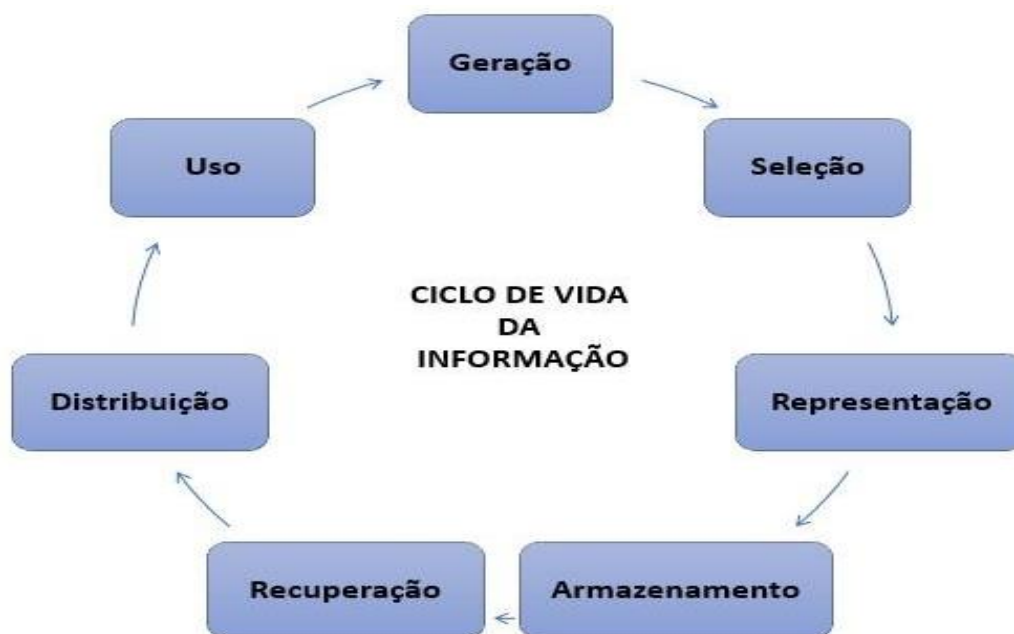 Geração
Uso
Seleção
CICLO DE VIDA
DA
INFORMAÇÃO
Distribuição
Representação
Recuperação
Armazenamento